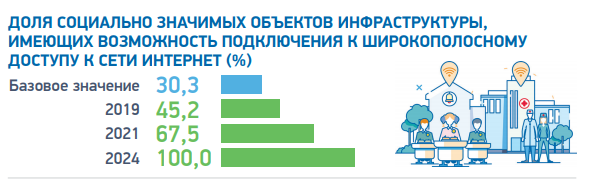 ДОЛЯ СОЦИАЛЬНО ЗНАЧИМЫХ ОБЪЕКТОВ ИНФРАСТРУКТУРЫ,
ИМЕЮЩИХ ВОЗМОЖНОСТЬ ПОДКЛЮЧЕНИЯ К ШИРОКОПОЛОСНОМУ
ДОСТУПУ К СЕТИ ИНТЕРНЕТ (%)
Базовое значение 30,3
2019 45,2
2021 67,5
2024 100,0